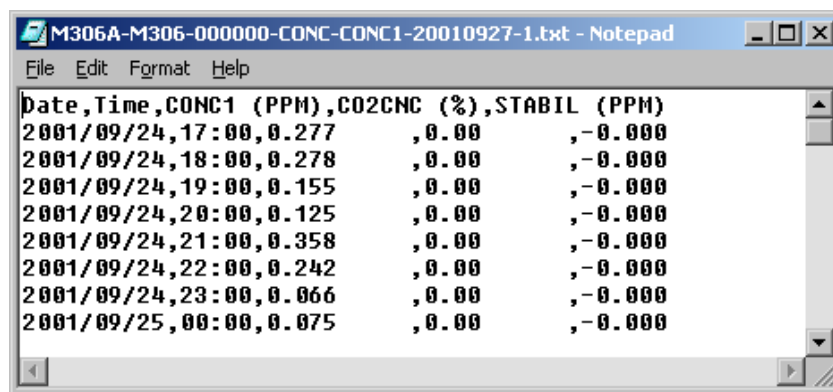 M306A-M306-000000-CONC-CONC1-20010927-1.txt - Notepad
File Edit Format Help
Date,Time,CONC1 (PPM),CO2CNC (%),STABIL (PPM)
2001/09/24,17:00,0.277     ,0.00      ,-0.000
2001/09/24,18:00,0.278     ,0.00      ,-0.000
2001/09/24,19:00,0.155     ,0.00      ,-0.000
2001/09/24,20:00,0.125     ,0.00      ,-0.000
2001/09/24,21:00,0.358     ,0.00      ,-0.000
2001/09/24,22:00,0.242     ,0.00      ,-0.000
2001/09/24,23:00,0.066     ,0.00      ,-0.000
2001/09/25,00:00,0.075     ,0.00      ,-0.000